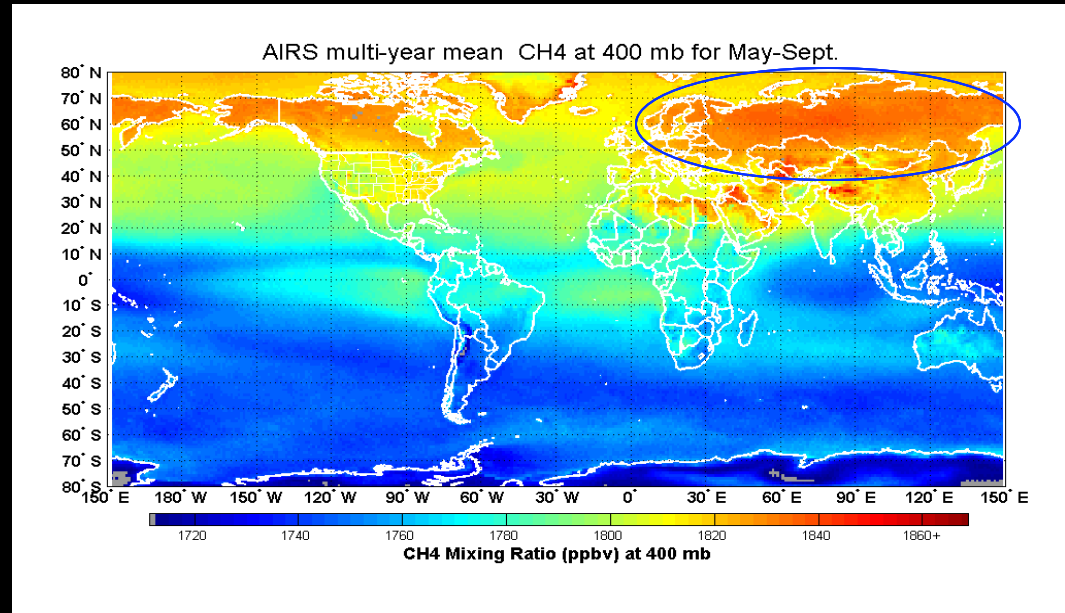 AIRS multi-year mean CH4 at 400 mb for May-Sept.
80° N
70° N
60° N
50° N
40° N
30° N
20° N
10° N
0°
10° S
20° S
30° S
40° S
50° S
60° S
70° S
80° S
150° E 180° W 150° W 120° W 90° W 60° W 30° W 0° 30° E 60° E 90° E 120° E 150° E
1720 1740 1760 1780 1800 1820 1840 1860+
CH4 Mixing Ratio (ppbv) at 400 mb